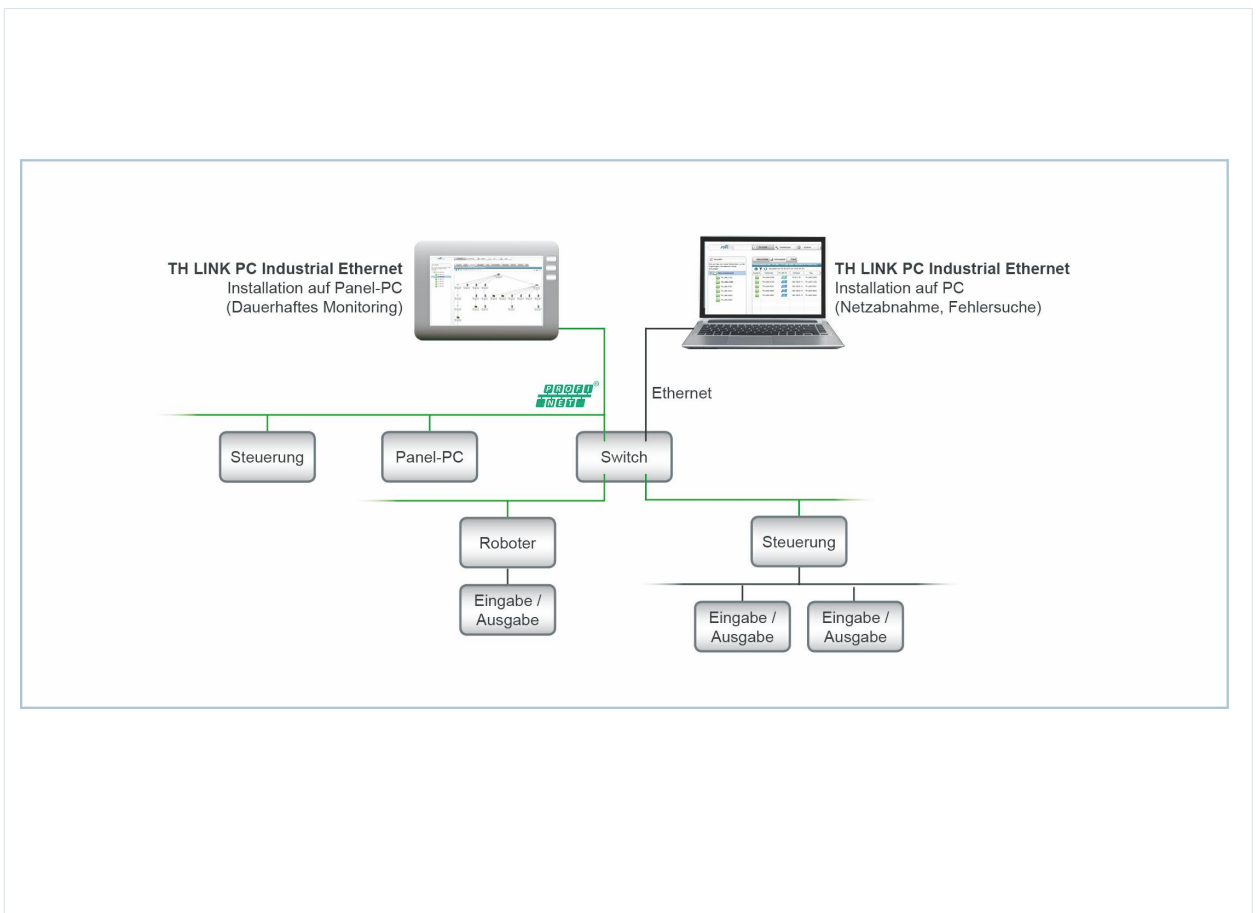 TH LINK PC Industrial Ethernet
Installation auf Panel-PC
(Dauerhaftes Monitoring)
TH LINK PC Industrial Ethernet
Installation auf PC
(Netzabnahme, Fehlersuche)
PROFI®
NET
Ethernet
Steuerung
Panel-PC
Switch
Roboter
Steuerung
Eingabe /
Ausgabe
Eingabe /
Ausgabe
Eingabe /
Ausgabe